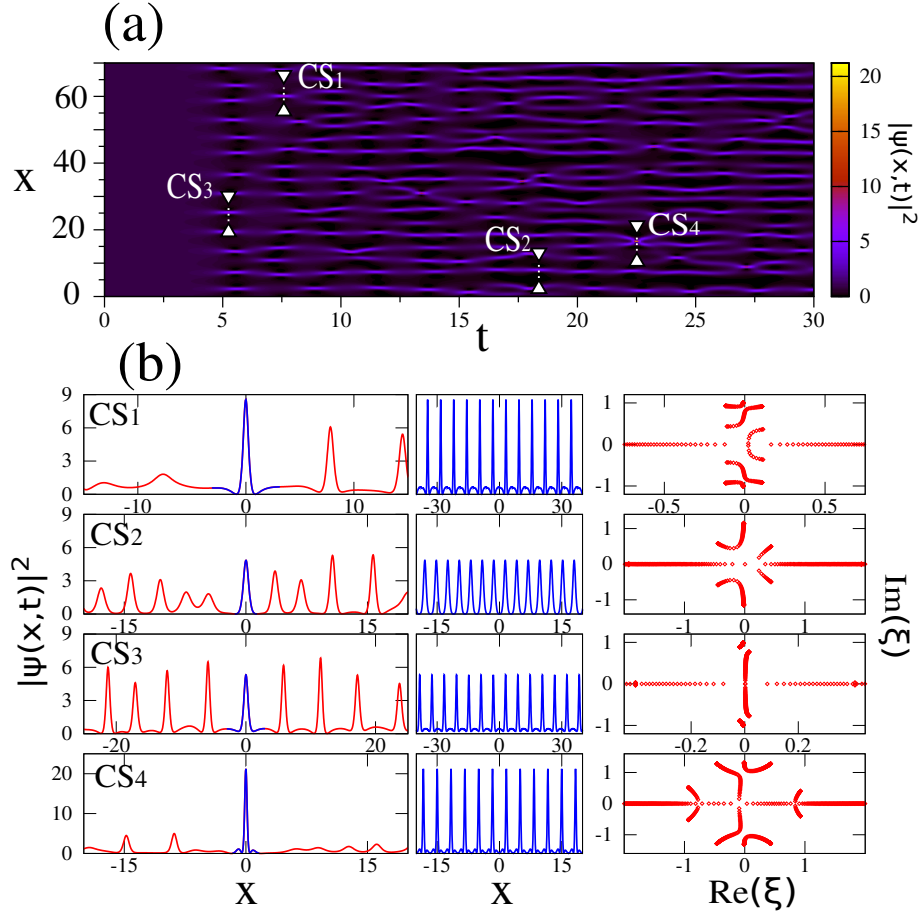 (a)
CS1
CS3
CS2
CS4
x
60
40
20
0
0 5 10 15 20 25 30
t
20
15
10
5
0
|ψ(x,t)|²
(b)
CS1
9
6
3
0
-10 0 10
-30 0 30
1
0
-1
-0.5 0 0.5
CS2
9
6
3
0
-15 0 15
-15 0 15
1
0
-1
-1 0 1
CS3
9
6
3
0
-20 0 20
-30 0 30
1
0
-1
-0.2 0 0.2
CS4
20
10
0
-15 0 15
-15 0 15
1
0
-1
-1 0 1
|ψ(x,t)|²
Im(ξ)
x x Re(ξ)